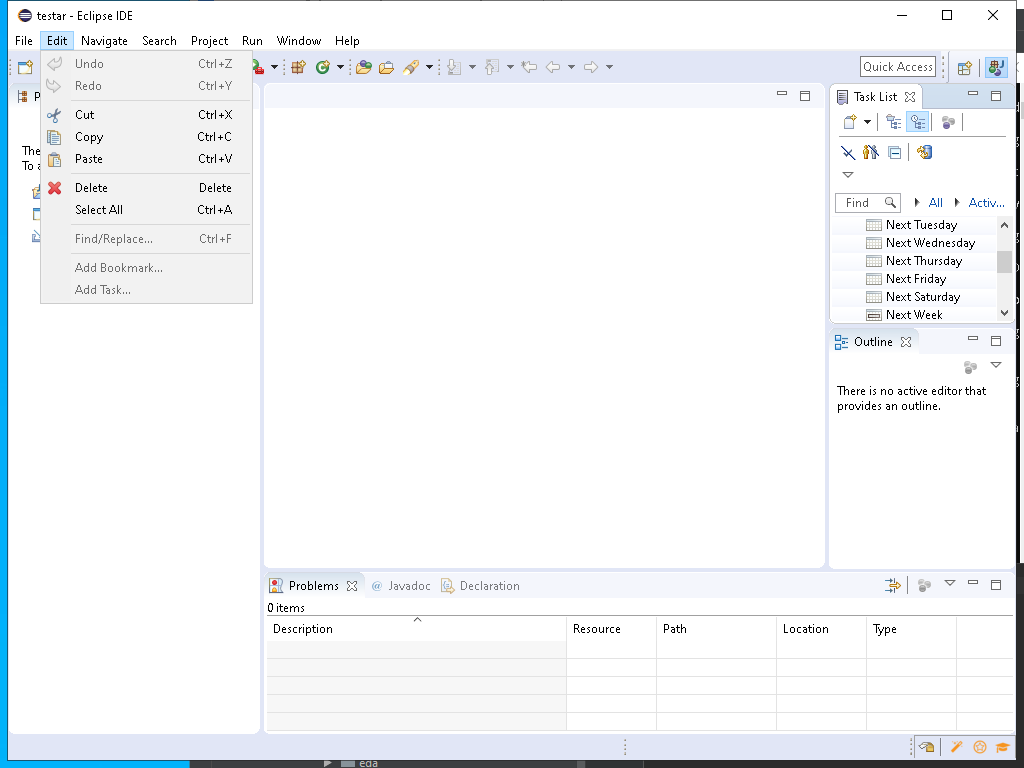 testar - Eclipse IDE
File Edit Navigate Search Project Run Window Help
Undo Ctrl+Z
Redo Ctrl+Y
Cut Ctrl+X
Copy Ctrl+C
Paste Ctrl+V
Delete Delete
Select All Ctrl+A
Find/Replace... Ctrl+F
Add Bookmark...
Add Task...
P
The
To a
Quick Access
Task List
Find All Activ...
Next Tuesday
Next Wednesday
Next Thursday
Next Friday
Next Saturday
Next Week
Outline
There is no active editor that
provides an outline.
Problems @ Javadoc Declaration
0 items
Description Resource Path Location Type
eda